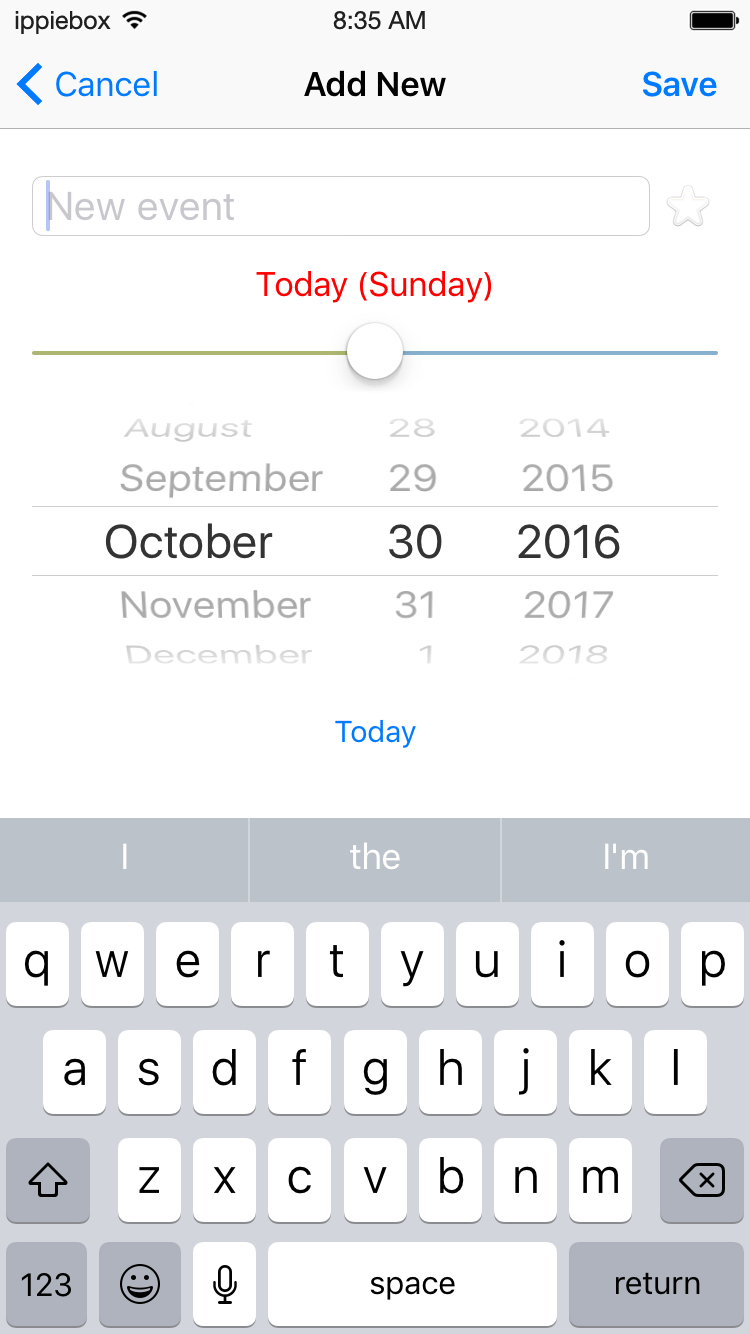 ippiebox 8:35 AM
Cancel Add New Save
New event
Today (Sunday)
August 28 2014
September 29 2015
October 30 2016
November 31 2017
December 1 2018
Today
I the I'm
q w e r t y u i o p
a s d f g h j k l
z x c v b n m
123 space return